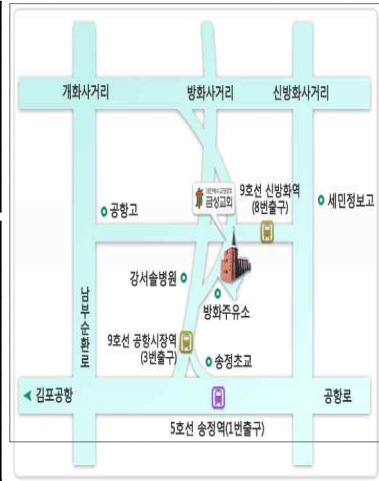 개화사거리
방화사거리
신방화사거리
금성교회
9호선 신방화역
(8번출구)
세민정보고
공항고
강서솔병원
방화주유소
남부순환로
9호선 공항시장역
(3번출구)
송정초교
김포공항
공항로
5호선 송정역(1번출구)